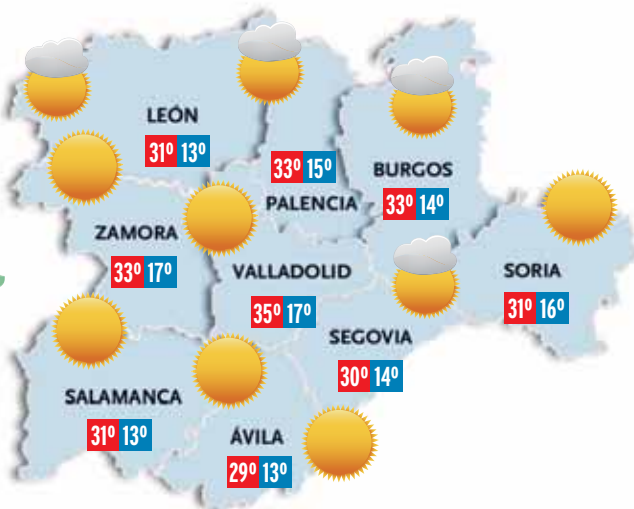 LEÓN
31º 13º
33º 15º
PALENCIA
BURGOS
33º 14º
ZAMORA
33º 17º
VALLADOLID
35º 17º
SORIA
31º 16º
SEGOVIA
30º 14º
SALAMANCA
31º 13º
ÁVILA
29º 13º